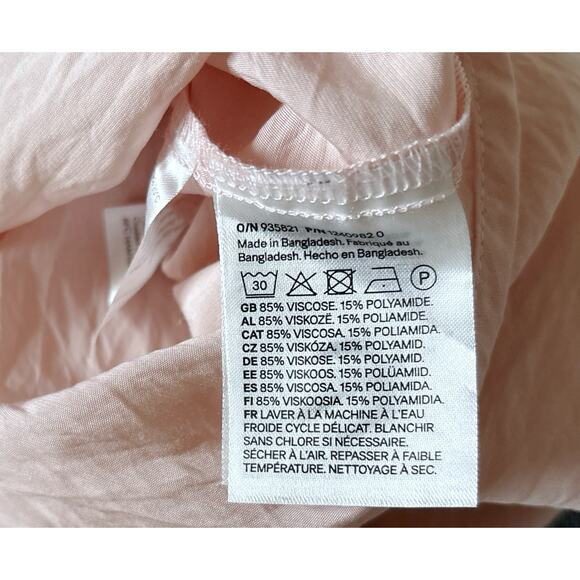 O/N 935821 P/N 1240982 0
Made in Bangladesh. Fabriqué au
Bangladesh. Hecho en Bangladesh.
30 P
GB 85% VISCOSE. 15% POLYAMIDE.
AL 85% VISKOZË. 15% POLIAMIDE.
CAT 85% VISCOSA. 15% POLIAMIDA.
CZ 85% VISKÓZA. 15% POLYAMID.
DE 85% VISKOSE. 15% POLYAMID.
EE 85% VISKOOS. 15% POLÜAMIID.
ES 85% VISCOSA. 15% POLIAMIDA.
FI 85% VISKOOSIA. 15% POLYAMIDIA.
FR LAVER À LA MACHINE À L'EAU
FROIDE CYCLE DÉLICAT. BLANCHIR
SANS CHLORE SI NÉCESSAIRE.
SÉCHER À L'AIR. REPASSER À FAIBLE
TEMPÉRATURE. NETTOYAGE À SEC.